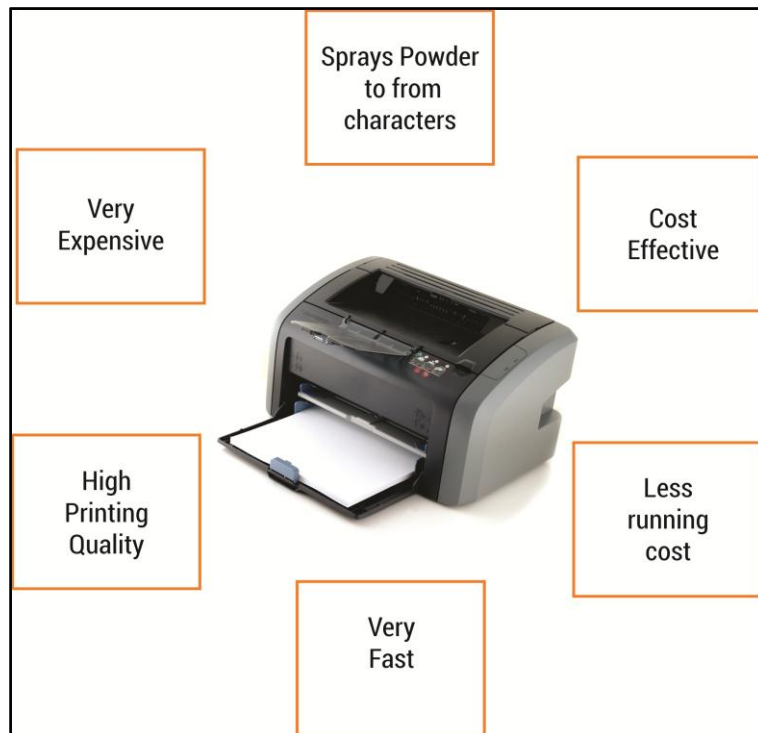 Sprays Powder
to from
characters
Very
Expensive
Cost
Effective
High
Printing
Quality
Less
running
cost
Very
Fast